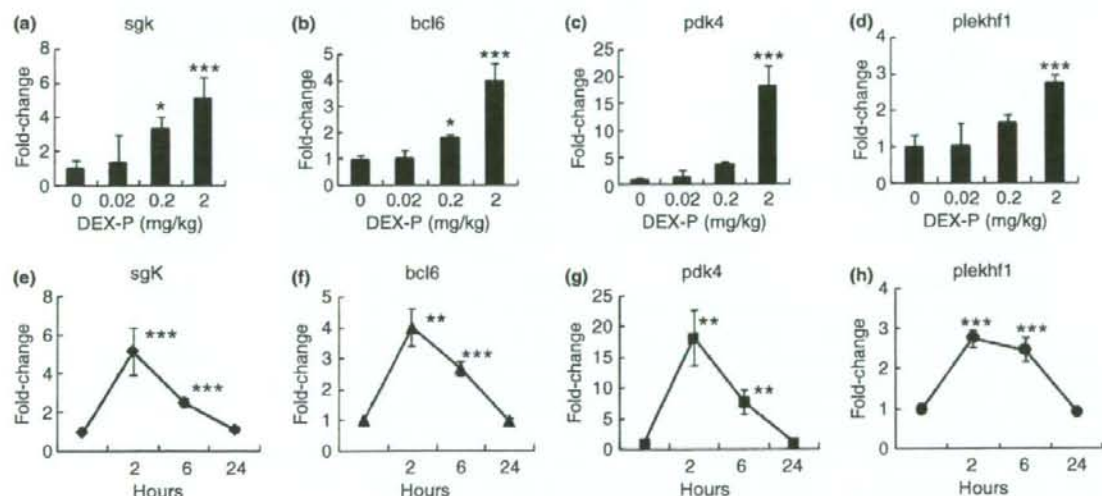 (a) sgk
Fold-change
8
6
4
2
0
*
***
0 0.02 0.2 2
DEX-P (mg/kg)
(b) bcl6
Fold-change
5
4
3
2
1
0
*
***
0 0.02 0.2 2
DEX-P (mg/kg)
(c) pdk4
Fold-change
25
20
15
10
5
0
***
0 0.02 0.2 2
DEX-P (mg/kg)
(d) plekhf1
Fold-change
4
3
2
1
0
***
0 0.02 0.2 2
DEX-P (mg/kg)
(e) sgK
Fold-change
8
6
4
2
0
***
***
2 6 24
Hours
(f) bcl6
Fold-change
5
4
3
2
1
0
**
***
2 6 24
Hours
(g) pdk4
Fold-change
25
20
15
10
5
0
**
**
2 6 24
Hours
(h) plekhf1
Fold-change
4
3
2
1
0
*** ***
2 6 24
Hours